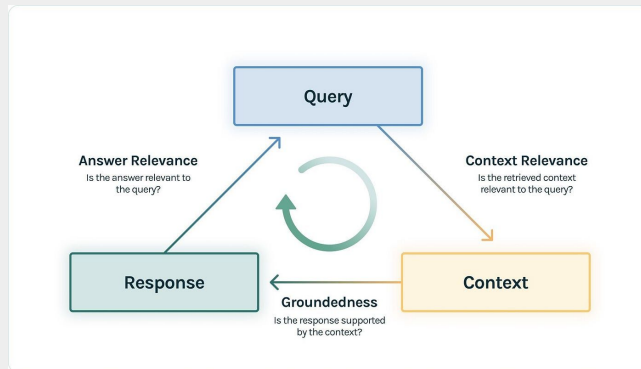 Query
Answer Relevance
Is the answer relevant to
the query?
Context Relevance
Is the retrieved context
relevant to the query?
Response
Context
Groundedness
Is the response supported
by the context?